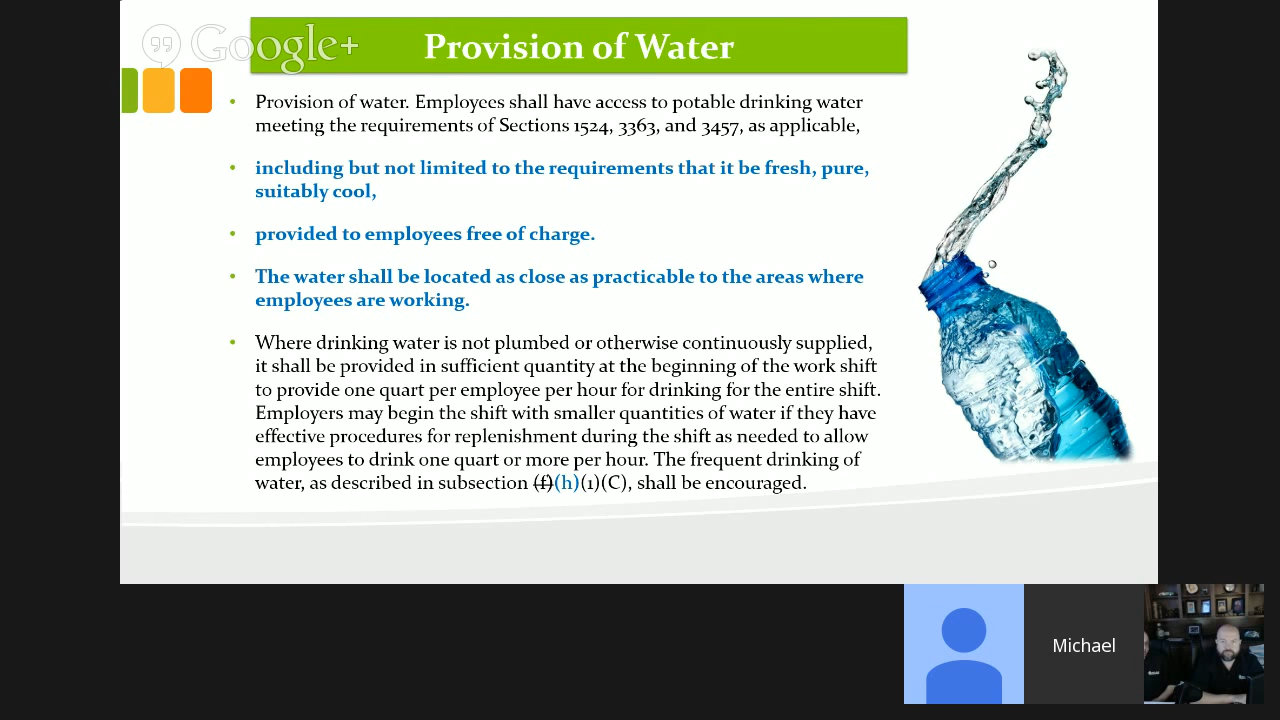 Google+
Provision of Water
• Provision of water. Employees shall have access to potable drinking water
meeting the requirements of Sections 1524, 3363, and 3457, as applicable,
• including but not limited to the requirements that it be fresh, pure,
suitably cool,
• provided to employees free of charge.
• The water shall be located as close as practicable to the areas where
employees are working.
• Where drinking water is not plumbed or otherwise continuously supplied,
it shall be provided in sufficient quantity at the beginning of the work shift
to provide one quart per employee per hour for drinking for the entire shift.
Employers may begin the shift with smaller quantities of water if they have
effective procedures for replenishment during the shift as needed to allow
employees to drink one quart or more per hour. The frequent drinking of
water, as described in subsection (f)(h)(1)(C), shall be encouraged.
Michael